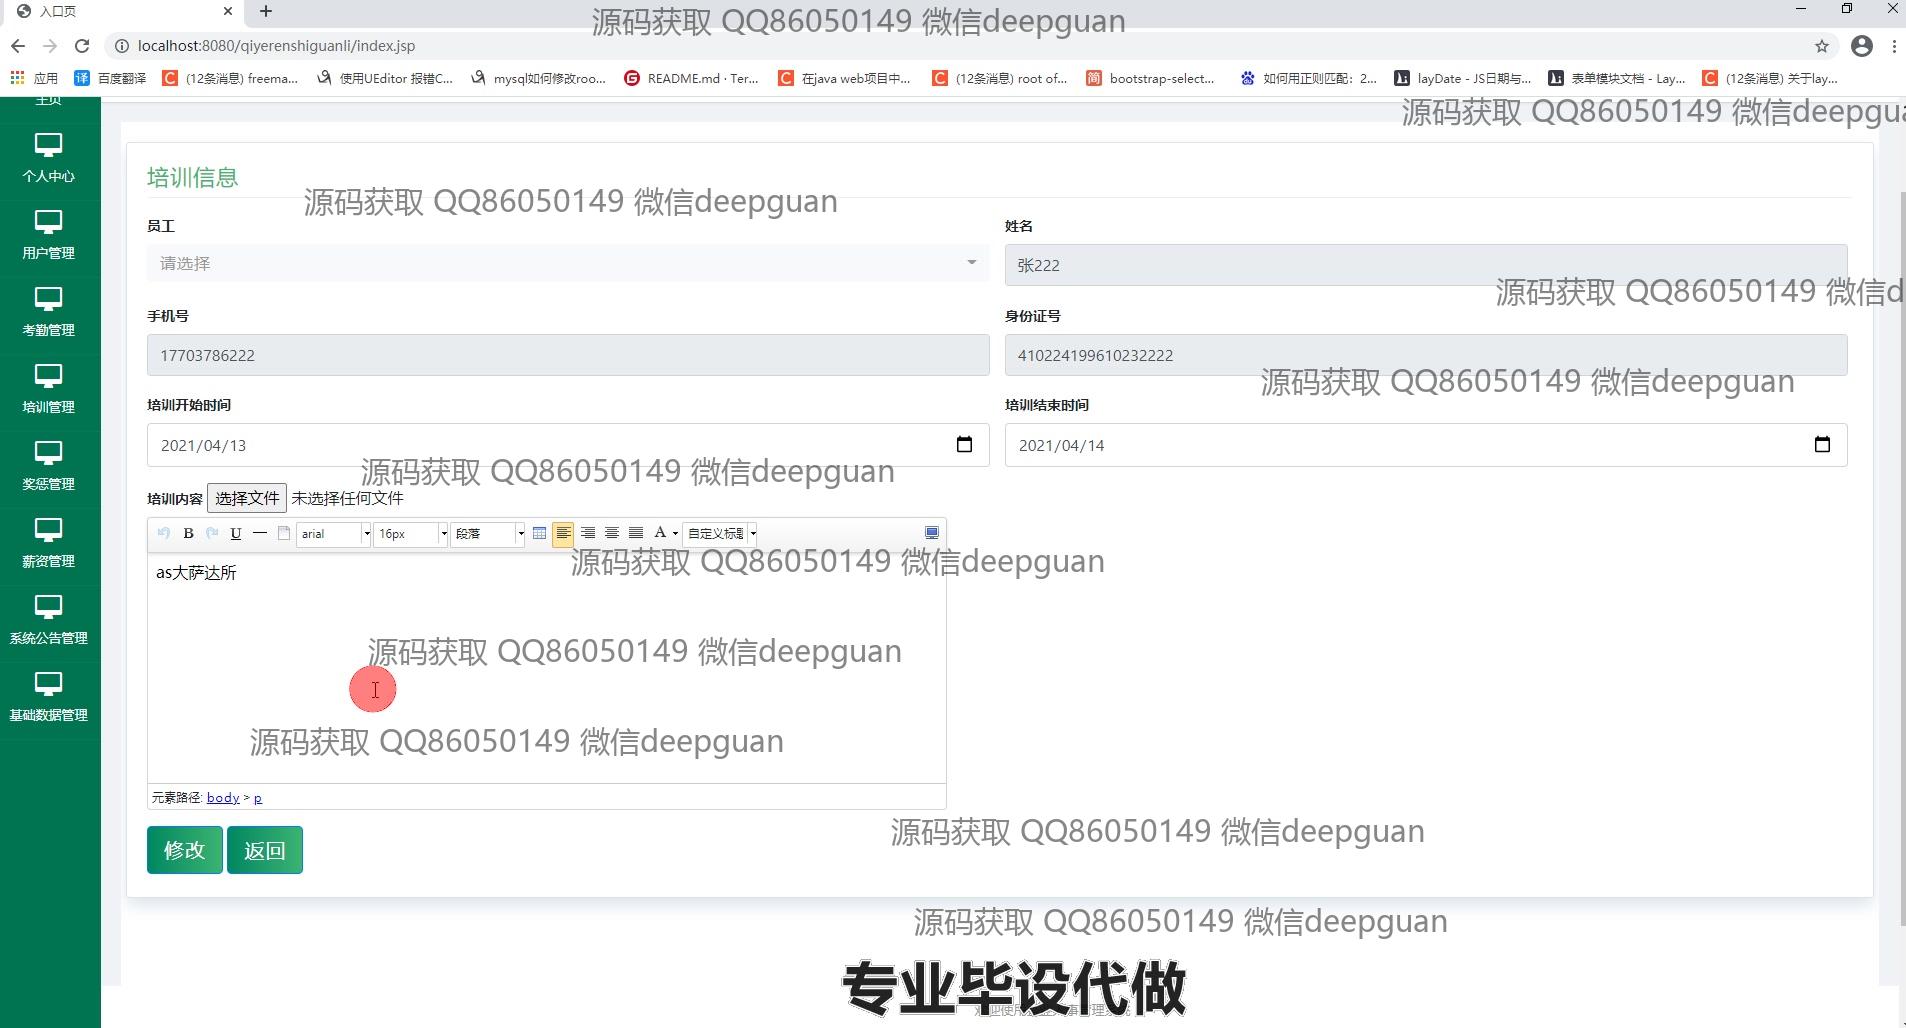 入口页
源码获取 QQ86050149 微信deepguan
localhost:8080/qiyerenshiguanli/index.jsp
应用 百度翻译 (12条消息) freema... 使用UEditor 报错C... mysql如何修改roo... README.md · Ter... 在java web项目中... (12条消息) root of... bootstrap-select... 如何用正则匹配：2... layDate - JS日期与... 表单模块文档 - Lay... (12条消息) 关于lay...
主页
源码获取 QQ86050149 微信deepgua
个人中心
培训信息
源码获取 QQ86050149 微信deepguan
员工 姓名
用户管理
请选择 张222
源码获取 QQ86050149 微信d
手机号 身份证号
考勤管理
17703786222 410224199610232222
源码获取 QQ86050149 微信deepguan
培训管理
培训开始时间 培训结束时间
2021/04/13 2021/04/14
源码获取 QQ86050149 微信deepguan
奖惩管理
培训内容 选择文件 未选择任何文件
B U arial 16px 段落 A 自定义标题
薪资管理
源码获取 QQ86050149 微信deepguan
as大萨达所
系统公告管理
源码获取 QQ86050149 微信deepguan
基础数据管理
源码获取 QQ86050149 微信deepguan
元素路径: body > p
源码获取 QQ86050149 微信deepguan
修改 返回
源码获取 QQ86050149 微信deepguan
专业毕设代做